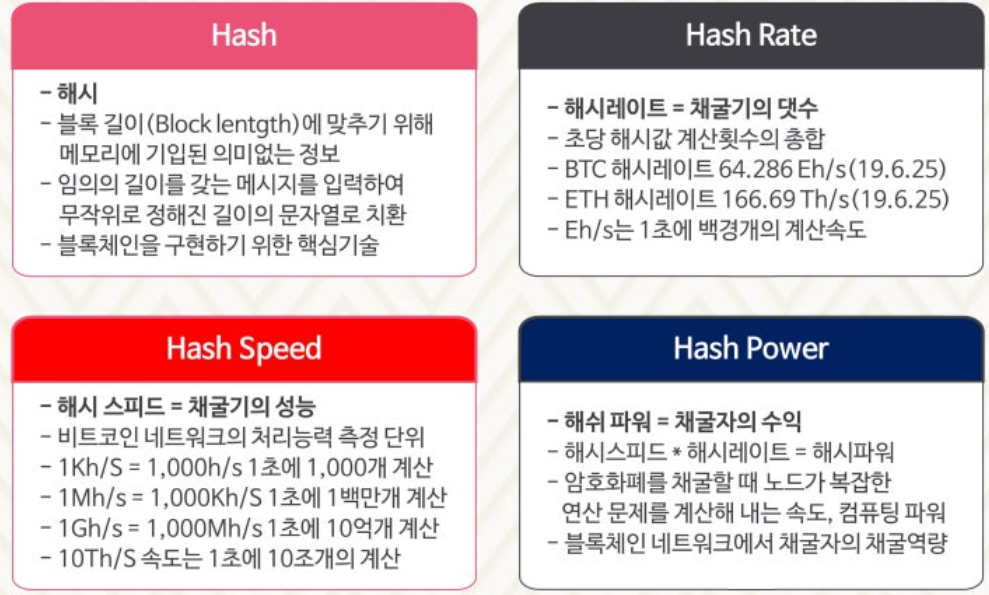 Hash
- 해시
- 블록 길이(Block lentgth)에 맞추기 위해
메모리에 기입된 의미없는 정보
- 임의의 길이를 갖는 메시지를 입력하여
무작위로 정해진 길이의 문자열로 치환
- 블록체인을 구현하기 위한 핵심기술
Hash Rate
- 해시레이트 = 채굴기의 댓수
- 초당 해시값 계산횟수의 총합
- BTC 해시레이트 64.286 Eh/s(19.6.25)
- ETH 해시레이트 166.69 Th/s(19.6.25)
- Eh/s는 1초에 백경개의 계산속도
Hash Speed
- 해시 스피드 = 채굴기의 성능
- 비트코인 네트워크의 처리능력 측정 단위
- 1Kh/S = 1,000h/s 1초에 1,000개 계산
- 1Mh/s = 1,000Kh/S 1초에 1백만개 계산
- 1Gh/s = 1,000Mh/s 1초에 10억개 계산
- 10Th/S 속도는 1초에 10조개의 계산
Hash Power
- 해쉬 파워 = 채굴자의 수익
- 해시스피드 * 해시레이트 = 해시파워
- 암호화폐를 채굴할 때 노드가 복잡한
연산 문제를 계산해 내는 속도, 컴퓨팅 파워
- 블록체인 네트워크에서 채굴자의 채굴역량